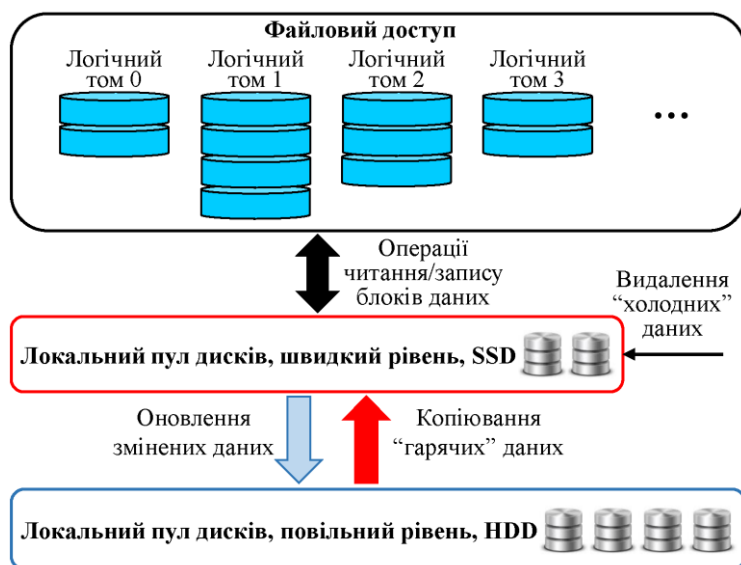 Файловий доступ
Логічний
том 0
Логічний
том 1
Логічний
том 2
Логічний
том 3
...
Операції
читання/запису
блоків даних
Видалення
“холодних”
даних
Локальний пул дисків, швидкий рівень, SSD
Оновлення
змінених даних
Копіювання
“гарячих” даних
Локальний пул дисків, повільний рівень, HDD